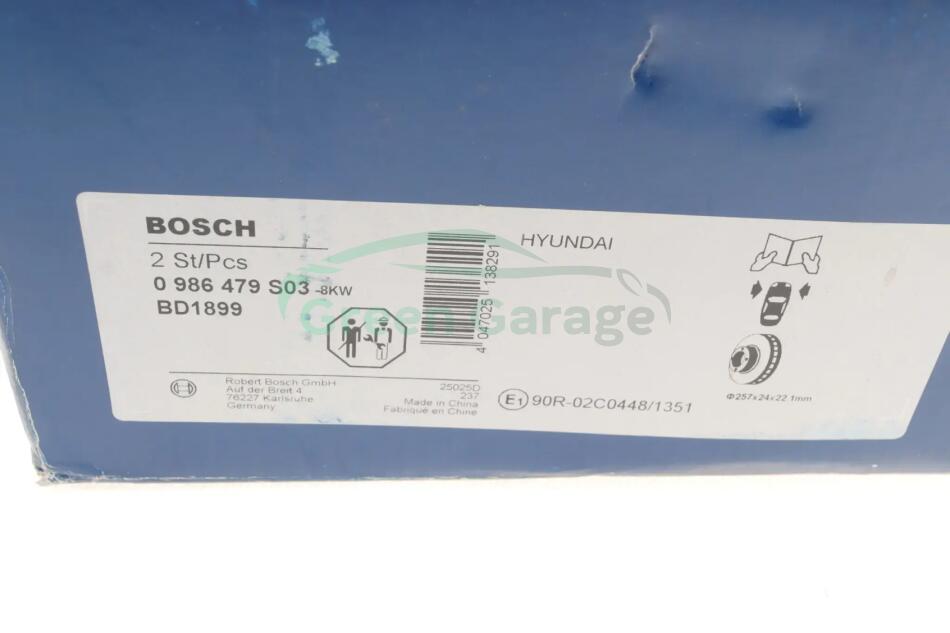 BOSCH
2 St/Pcs
0 986 479 S03 -8KW
BD1899
4 047025 138291
HYUNDAI
Green Garage
Robert Bosch GmbH
Auf der Breit 4
76227 Karlsruhe
Germany
25025D
237
Made in China
Fabriqué en Chine
E1 90R-02C0448/1351
Φ257x24x22.1mm